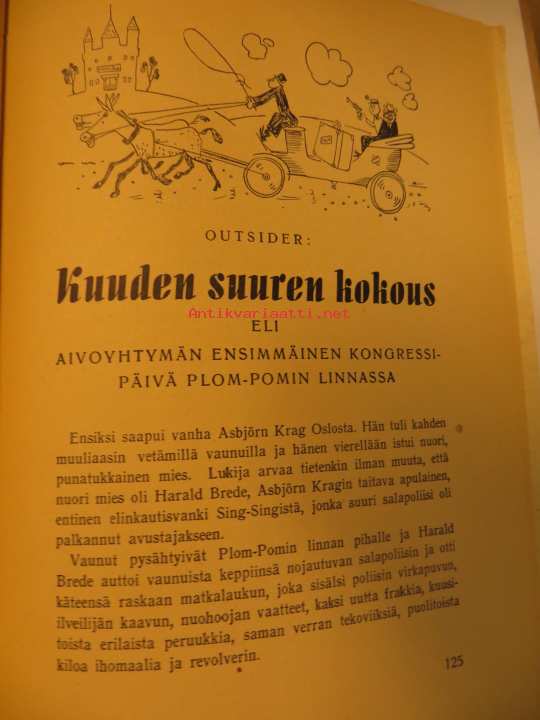 OUTSIDER:
Kuuden suuren kokous
Antikvariaatti.net
ELI
AIVOYHTYMÄN ENSIMMÄINEN KONGRESSI-
PÄIVÄ PLOM-POMIN LINNASSA
Ensiksi saapui vanha Asbjörn Krag Oslosta. Hän tuli kahden
muuliaasin vetämillä vaunuilla ja hänen vierellään istui nuori,
punatukkainen mies. Lukija arvaa tietenkin ilman muuta, että
nuori mies oli Harald Brede, Asbjörn Kragin taitava apulainen,
entinen elinkautisvanki Sing-Singistä, jonka suuri salapoliisi oli
palkannut avustajakseen.
Vaunut pysähtyivät Plom-Pomin linnan pihalle ja Harald
Brede auttoi vaunuista keppiinsä nojautuvan salapoliisin ja otti
käteensä raskaan matkalaukun, joka sisälsi poliisin virkapuvun,
ilveilijän kaavun, nuohoojan vaatteet, kaksi uutta frakkia, kuusi-
toista erilaista peruukkia, saman verran tekoviiksiä, puolitoista
kiloa ihomaalia ja revolverin.
125